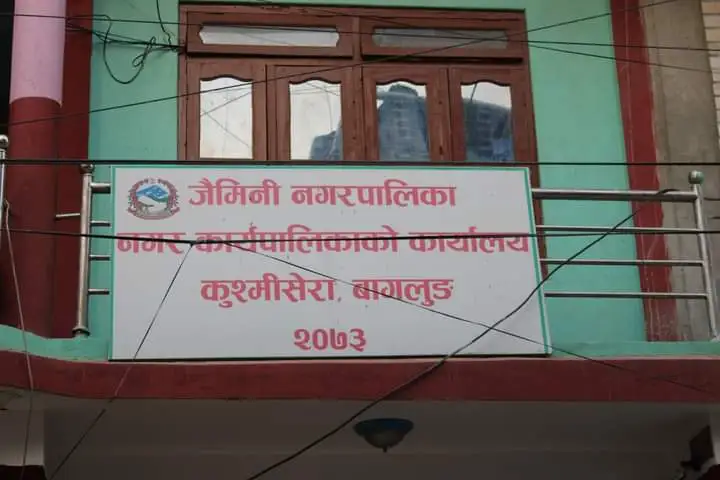 जैमिनी नगरपालिका
नगर कार्यपालिकाको कार्यालय
कुश्मीसेरा, बागलुङ
२०७३